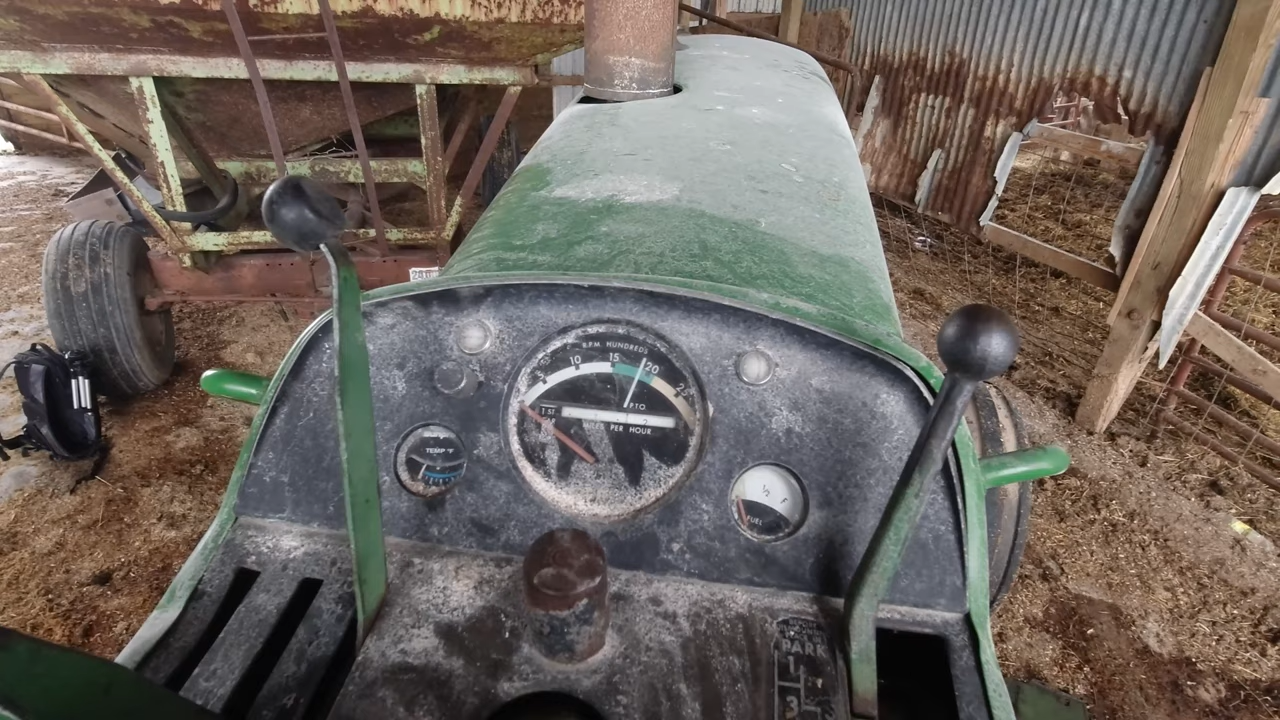 R.P.M. HUNDREDS
10
15
20
PTO
1 ST
MILES PER HOUR
TEMP °F
1/2
F
FUEL
PARK
1
3